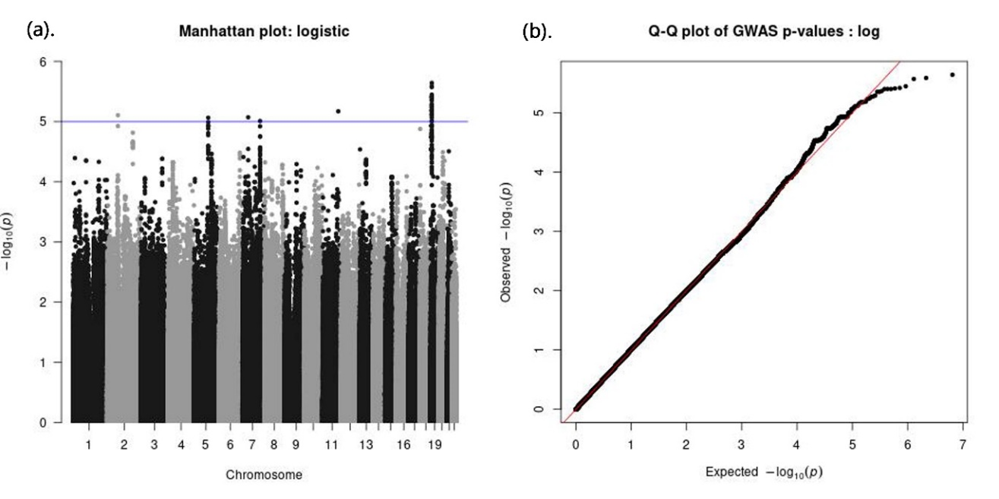 (a).
Manhattan plot: logistic
6
5
4
3
2
1
0
− log10(p)
1 2 3 4 5 6 7 8 9 11 13 16 19
Chromosome
(b).
Q-Q plot of GWAS p-values : log
5
4
3
2
1
0
Observed −log10(p)
0 1 2 3 4 5 6 7
Expected −log10(p)